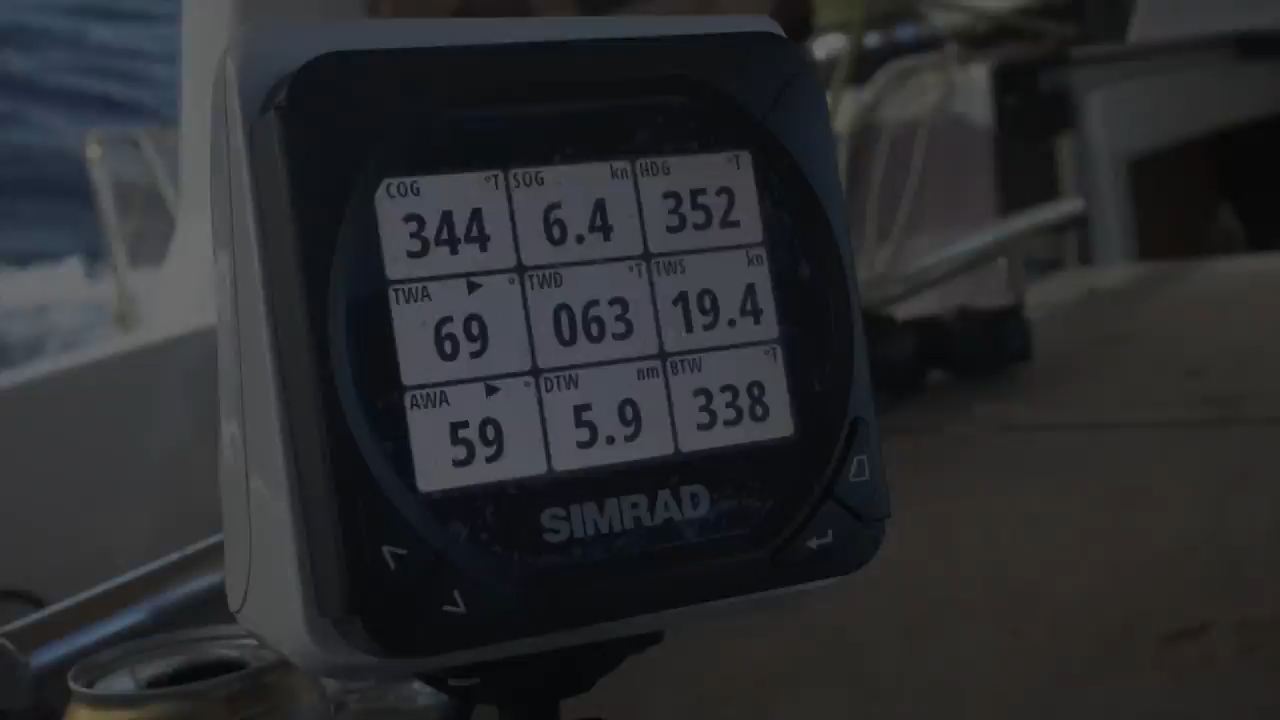 COG °T SOG kn HDG °T
344 6.4 352
TWA ° TWD °T TWS kn
69 063 19.4
AWA ° DTW nm BTW °T
59 5.9 338
SIMRAD